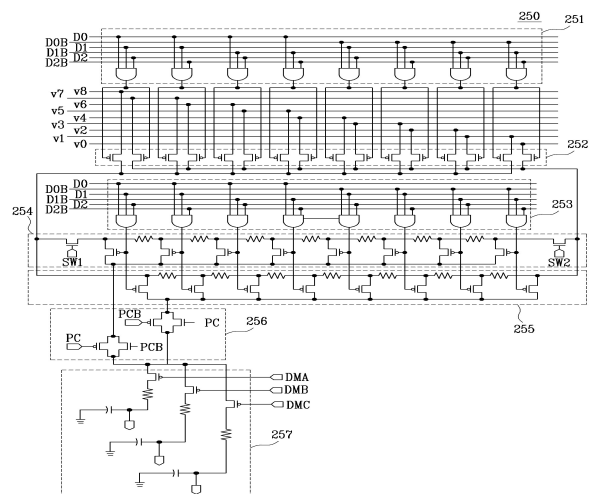 250
251
D0
D0B
D1
D1B
D2
D2B
v8
v7
v6
v5
v4
v3
v2
v1
v0
252
D0
D0B
D1
D1B
D2
D2B
253
254
SW1
SW2
255
PCB
PC
256
PC
PCB
DMA
DMB
DMC
257